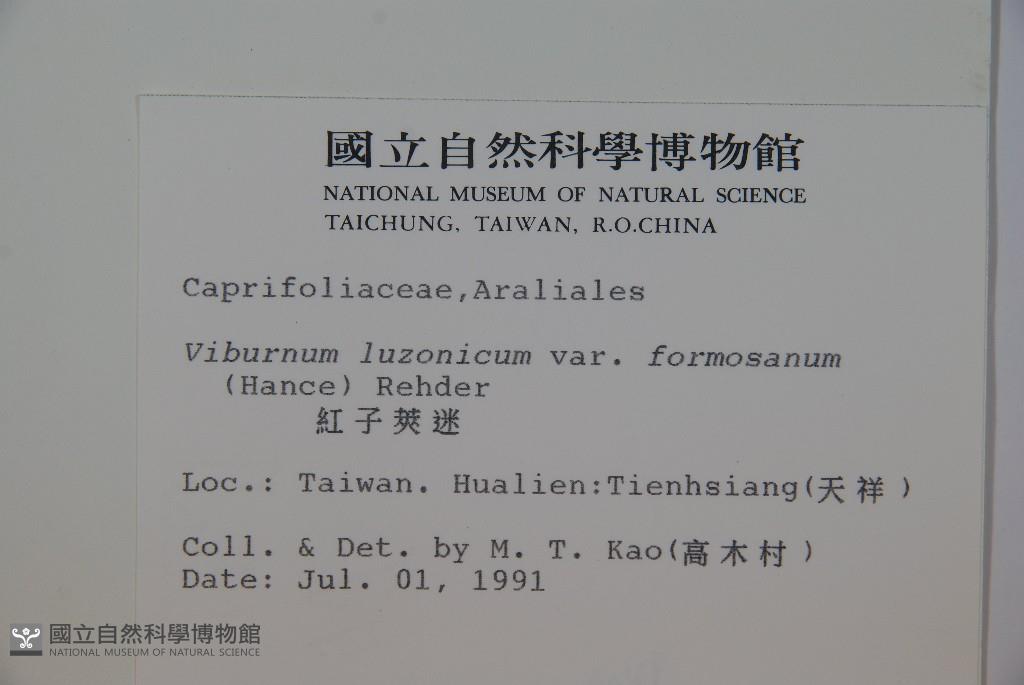 國立自然科學博物館
NATIONAL MUSEUM OF NATURAL SCIENCE
TAICHUNG, TAIWAN, R.O.CHINA
Caprifoliaceae,Araliales
Viburnum luzonicum var. formosanum
(Hance) Rehder
紅子莢迷
Loc.: Taiwan. Hualien:Tienhsiang(天祥)
Coll. & Det. by M. T. Kao(高木村)
Date: Jul. 01, 1991
國立自然科學博物館
NATIONAL MUSEUM OF NATURAL SCIENCE